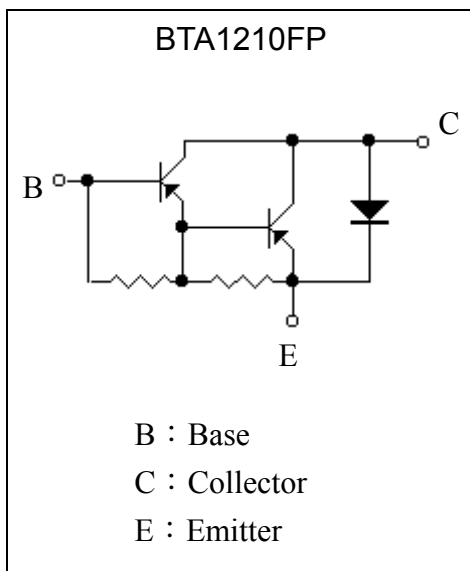 BTA1210FP
C
B
E
B：Base
C：Collector
E：Emitter